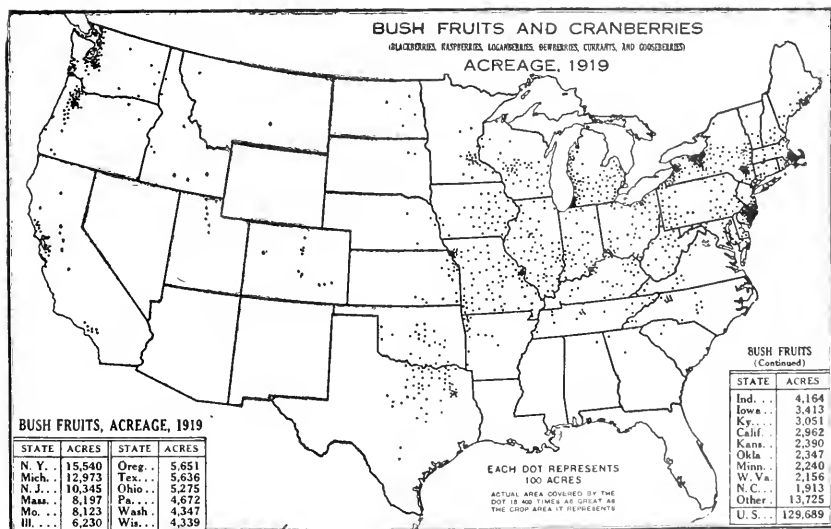 BUSH FRUITS AND CRANBERRIES
(BLACKBERRIES, RASPBERRIES, LOGANBERRIES, DEWBERRIES, CURRANTS, AND GOOSEBERRIES)
ACREAGE, 1919
EACH DOT REPRESENTS
100 ACRES
ACTUAL AREA COVERED BY THE
DOT IS 400 TIMES AS GREAT AS
THE CROP AREA IT REPRESENTS
BUSH FRUITS, ACREAGE, 1919
STATE ACRES STATE ACRES
N. Y. .. 15,540 Oreg. . 5,651
Mich. .. 12,973 Tex. .. 5,636
N. J. ... 10,345 Ohio .. 5,275
Mass. .. 8,197 Pa. ... 4,672
Mo. ... 8,123 Wash . 4,347
Ill. .... 6,230 Wis. .. 4,339
BUSH FRUITS
(Continued)
STATE ACRES
Ind. ... 4,164
Iowa .. 3,413
Ky. ... 3,051
Calif. .. 2,962
Kans. .. 2,390
Okla . 2,347
Minn. .. 2,240
W. Va. 2,156
N. C. .. 1,913
Other . 13,725
U. S. ... 129,689